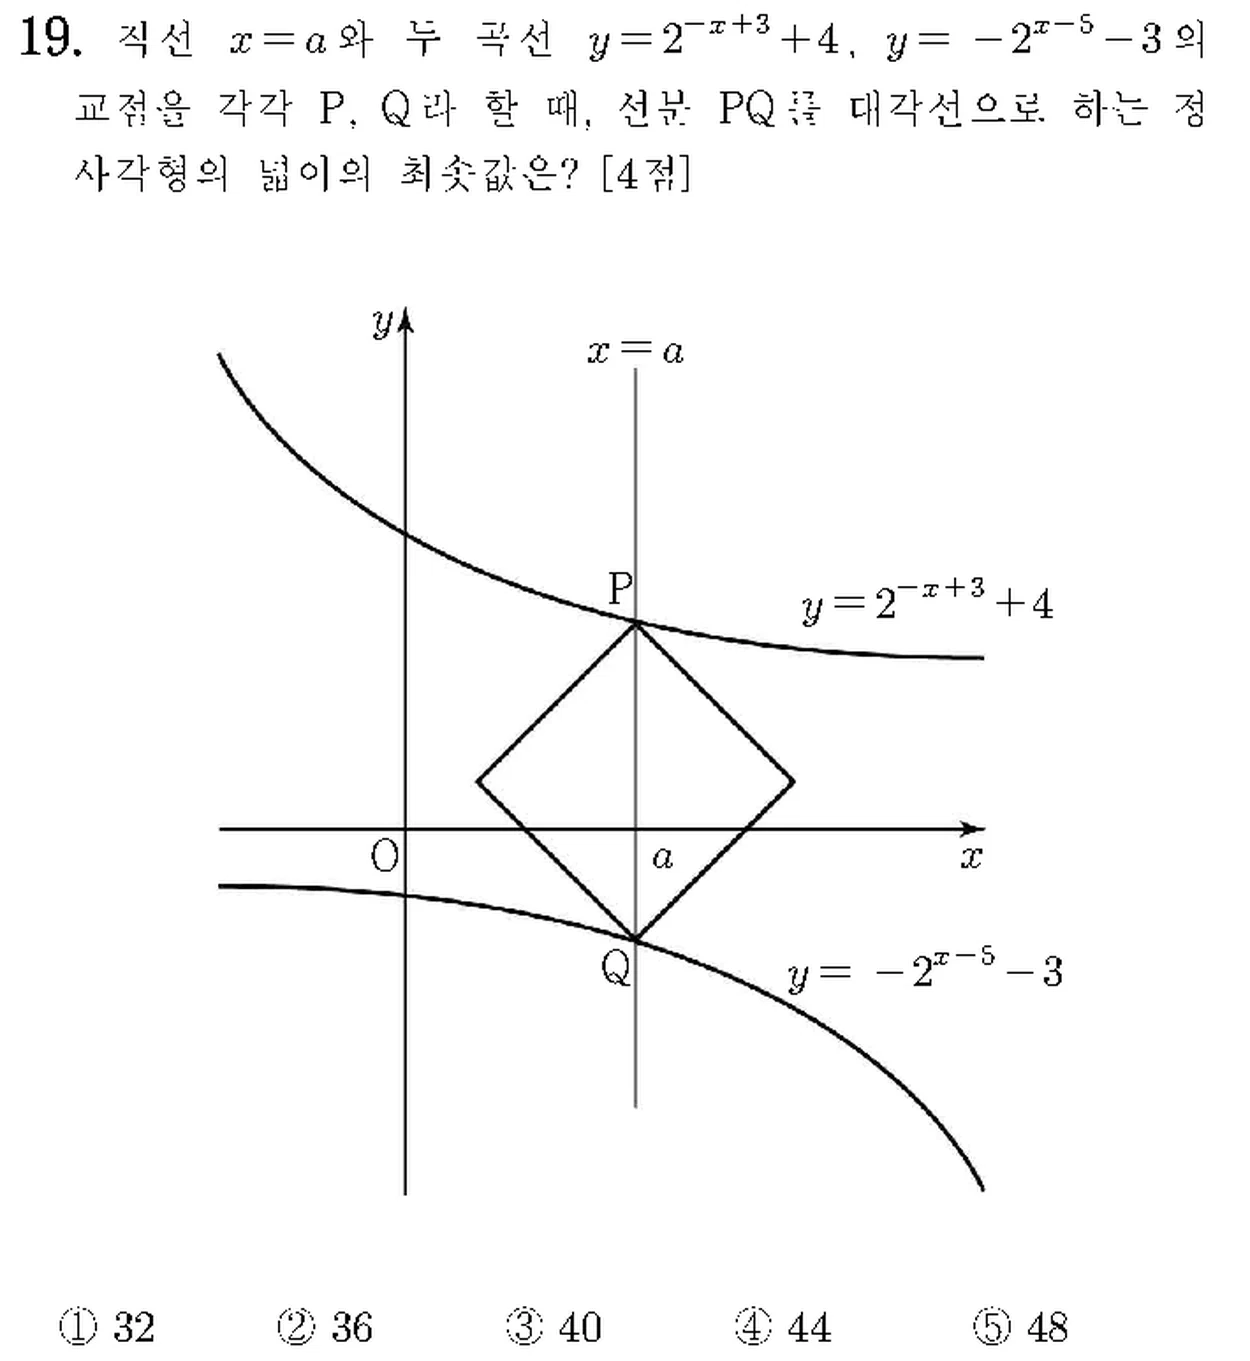 19. 직선 x=a와 두 곡선 y=2^{-x+3}+4, y=-2^{x-5}-3의
교점을 각각 P, Q라 할 때, 선분 PQ를 대각선으로 하는 정
사각형의 넓이의 최솟값은? [4점]
y
x=a
P
y=2^{-x+3}+4
O
a
x
Q
y=-2^{x-5}-3
① 32 ② 36 ③ 40 ④ 44 ⑤ 48